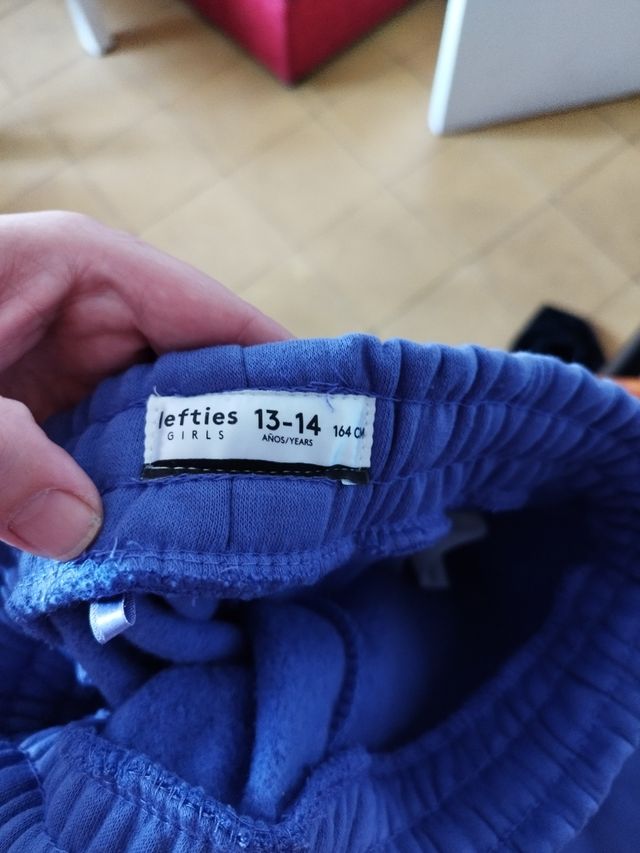 lefties 13-14 164 CM
GIRLS AÑOS/YEARS